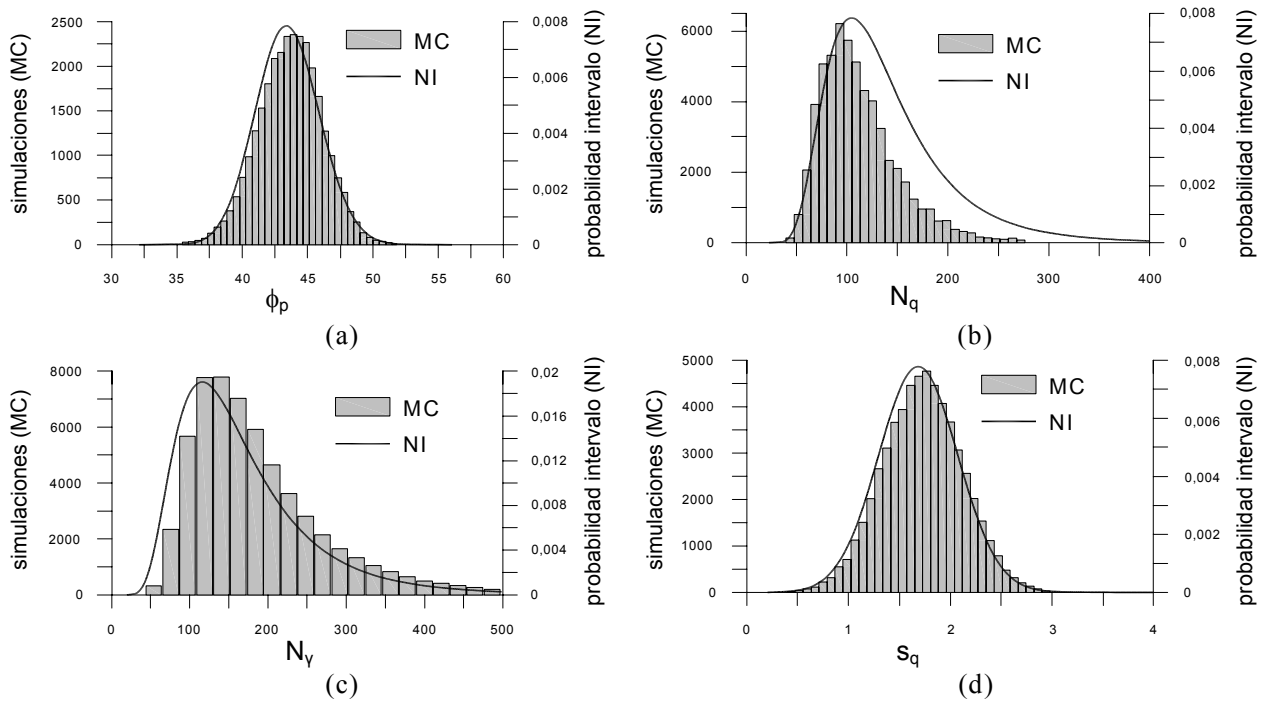 2500
2000
1500
1000
500
0
simulaciones (MC)
0,008
0,006
0,004
0,002
0
probabilidad intervalo (NI)
MC
NI
30 35 40 45 50 55 60
ϕp
(a)
6000
4000
2000
0
simulaciones (MC)
0,008
0,006
0,004
0,002
0
probabilidad intervalo (NI)
MC
NI
0 100 200 300 400
Nq
(b)
8000
6000
4000
2000
0
simulaciones (MC)
0,02
0,016
0,012
0,008
0,004
0
probabilidad intervalo (NI)
MC
NI
0 100 200 300 400 500
Nγ
(c)
5000
4000
3000
2000
1000
0
simulaciones (MC)
0,008
0,006
0,004
0,002
0
probabilidad intervalo (NI)
MC
NI
0 1 2 3 4
sq
(d)